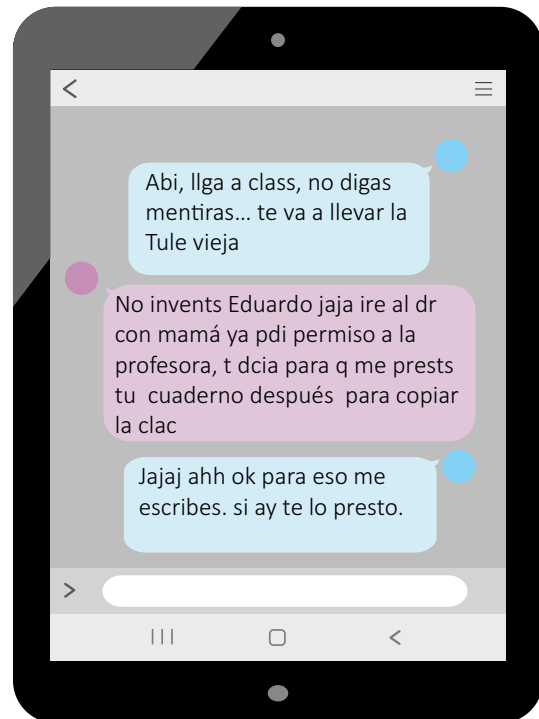 Abi, llga a class, no digas
mentiras... te va a llevar la
Tule vieja
No invents Eduardo jaja ire al dr
con mamá ya pdi permiso a la
profesora, t dcia para q me prests
tu cuaderno después para copiar
la clac
Jajaj ahh ok para eso me
escribes. si ay te lo presto.